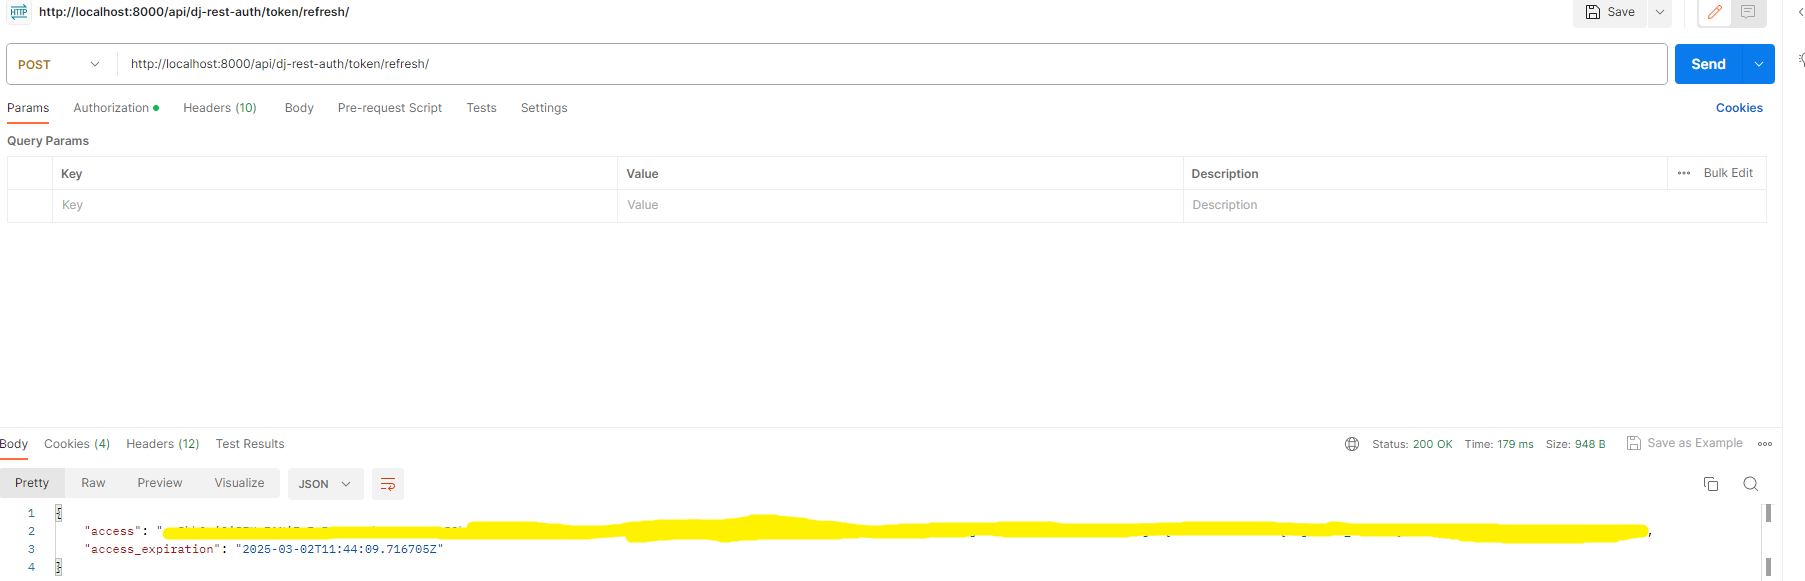 HTTP http://localhost:8000/api/dj-rest-auth/token/refresh/ Save
POST http://localhost:8000/api/dj-rest-auth/token/refresh/ Send
Params Authorization Headers (10) Body Pre-request Script Tests Settings Cookies
Query Params
Key Value Description Bulk Edit
Key Value Description
Body Cookies (4) Headers (12) Test Results Status: 200 OK Time: 179 ms Size: 948 B Save as Example
Pretty Raw Preview Visualize JSON
1 {
2 "access": "
3 "access_expiration": "2025-03-02T11:44:09.716705Z"
4 }